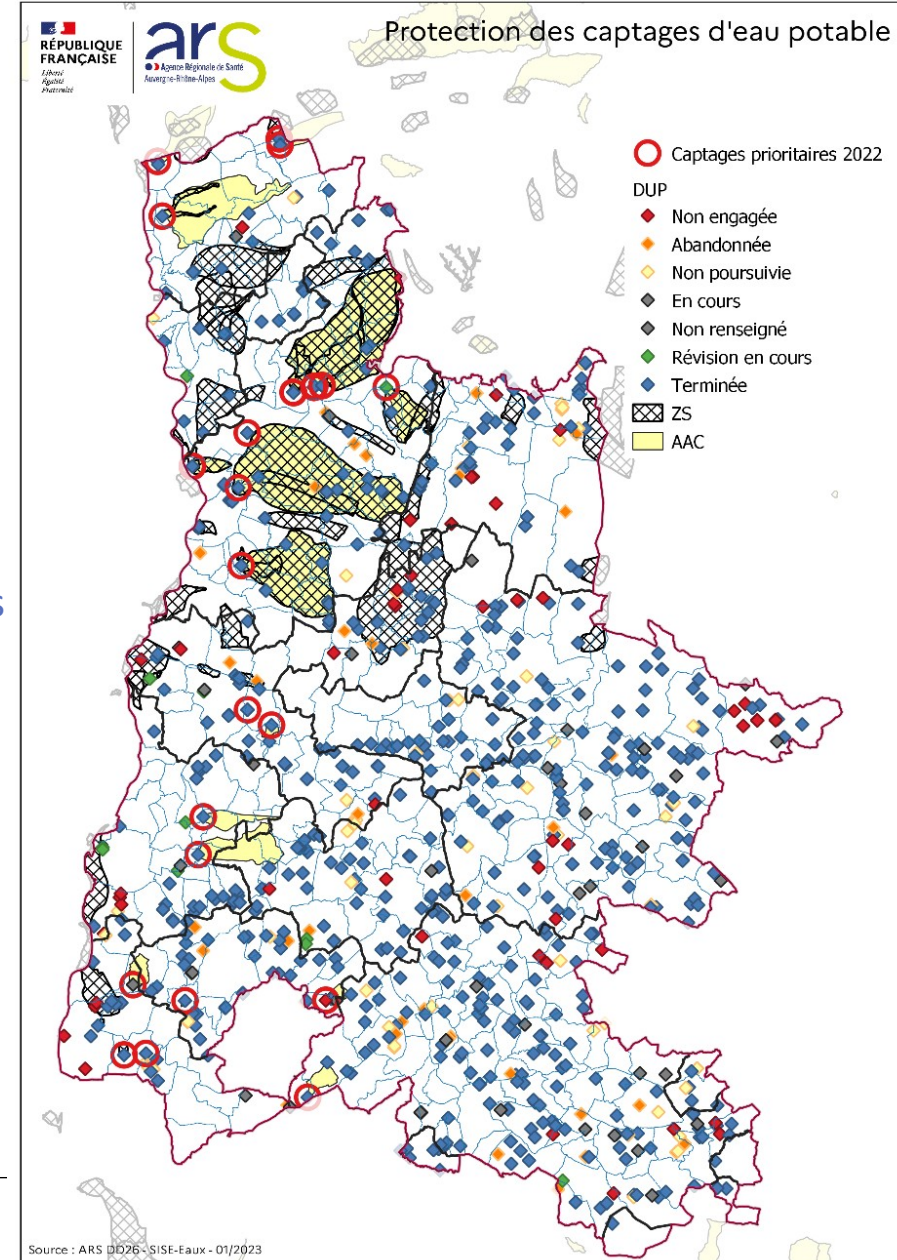 Protection des captages d'eau potable
RÉPUBLIQUE
FRANÇAISE
Liberté
Égalité
Fraternité
ars
Agence Régionale de Santé
Auvergne-Rhône-Alpes
Captages prioritaires 2022
DUP
Non engagée
Abandonnée
Non poursuivie
En cours
Non renseigné
Révision en cours
Terminée
ZS
AAC
s
Source : ARS DD26 - SISE-Eaux - 01/2023